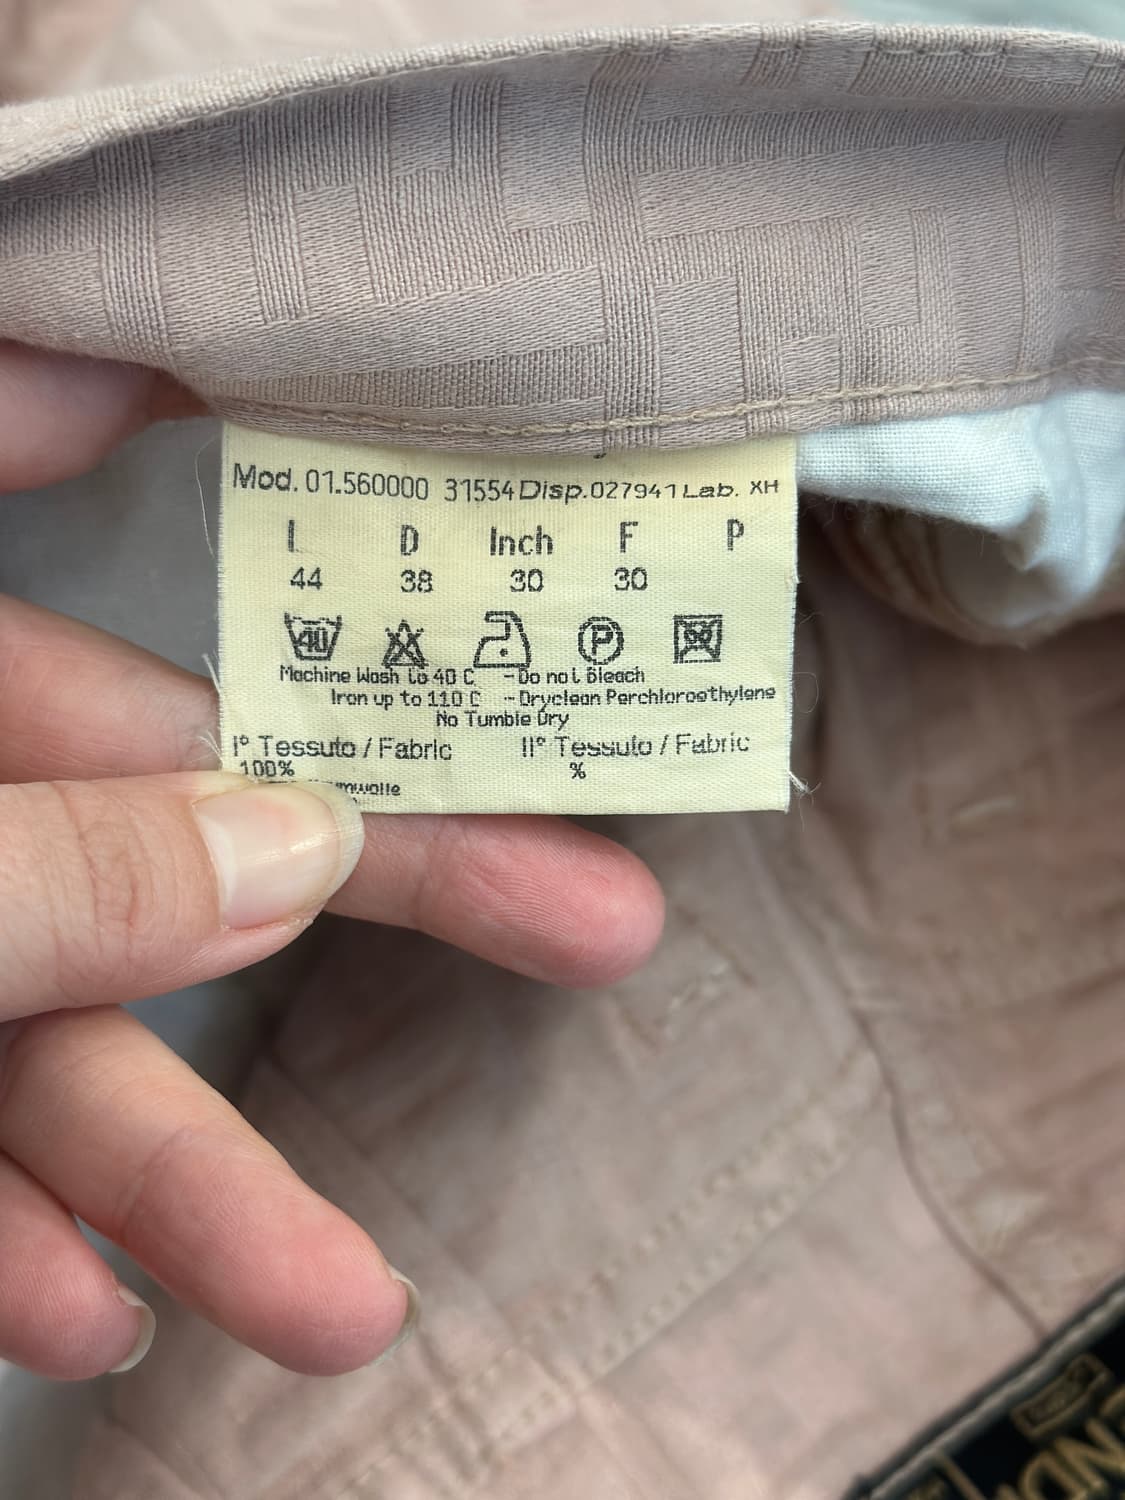 Mod. 01.560000 31554 Disp.027941 Lab. XH
I D Inch F P
44 38 30 30
40 P
Machine Wash to 40 C - Do not Bleach
Iron up to 110 C - Dryclean Perchloroethylene
No Tumble Dry
I° Tessuto / Fabric II° Tessuto / Fabric
100% %